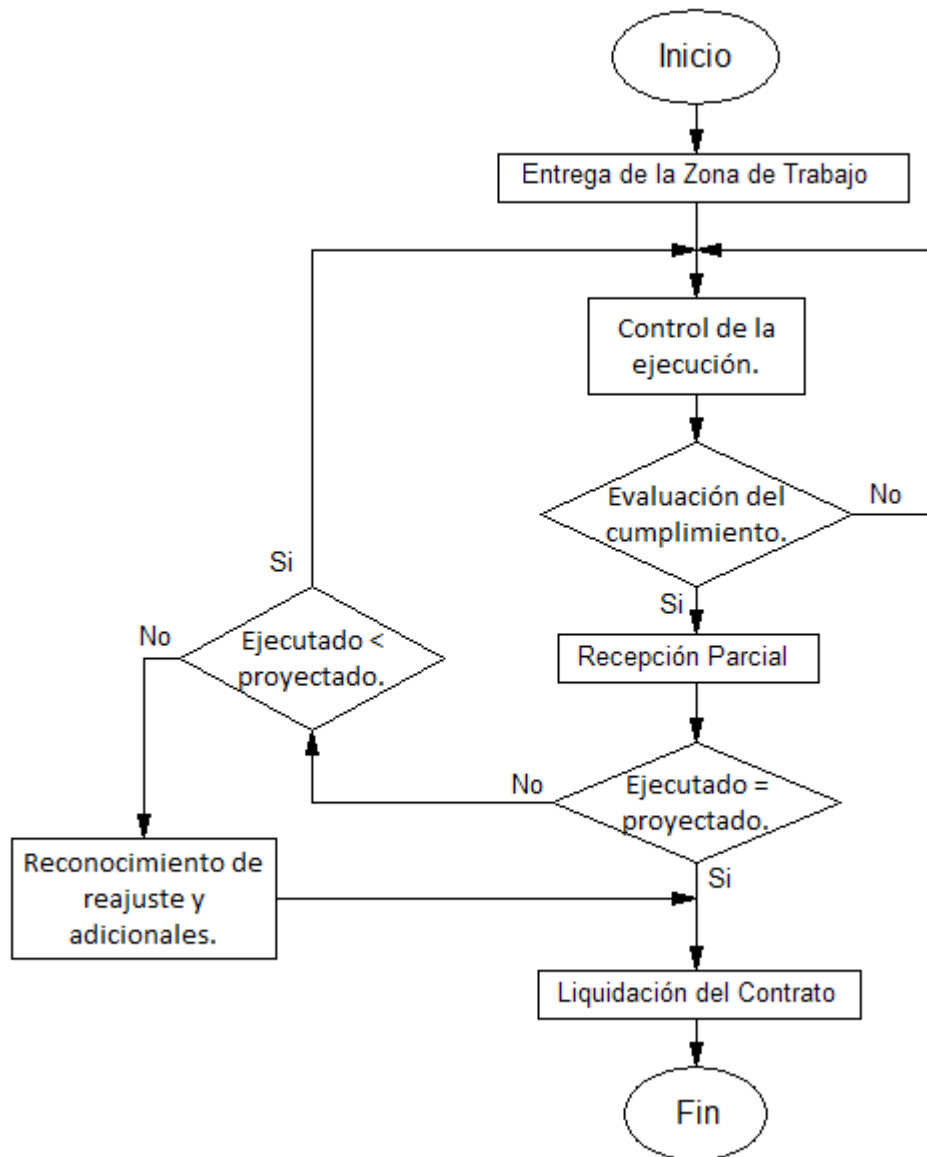 Inicio
Entrega de la Zona de Trabajo
Control de la
ejecución.
Evaluación del
cumplimiento.
No
Si
Recepción Parcial
Ejecutado =
proyectado.
No
Si
Ejecutado <
proyectado.
Si
No
Reconocimiento de
reajuste y
adicionales.
Liquidación del Contrato
Fin